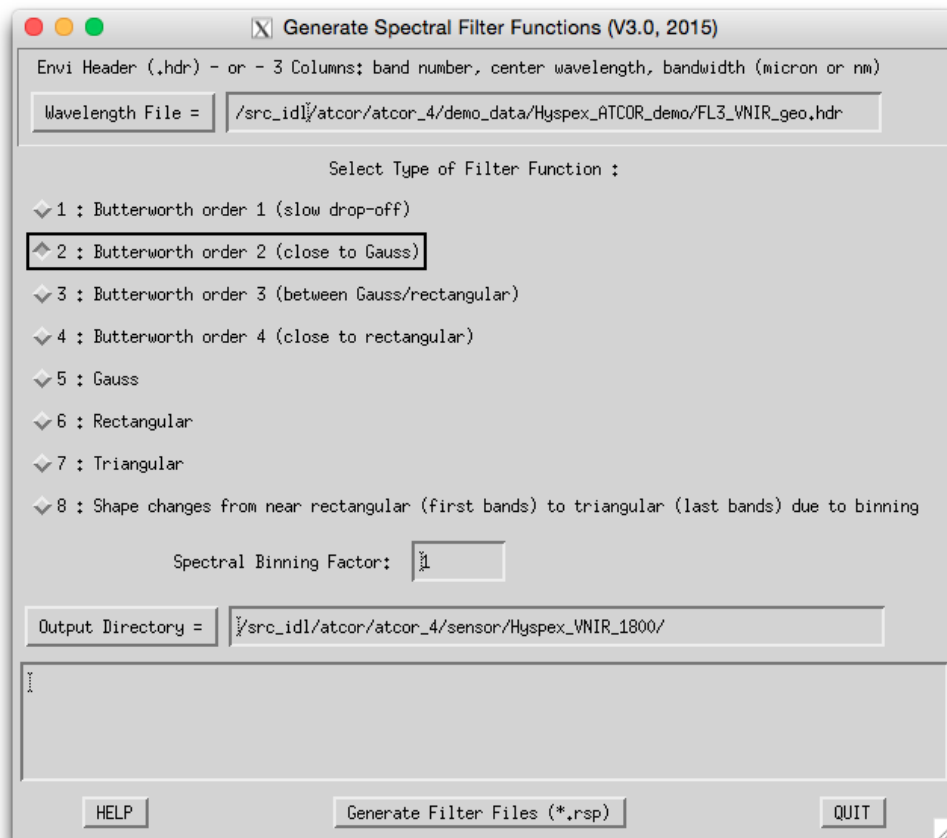 Generate Spectral Filter Functions (V3.0, 2015)
Envi Header (.hdr) - or - 3 Columns: band number, center wavelength, bandwidth (micron or nm)
Wavelength File = /src_idl/atcor/atcor_4/demo_data/Hyspex_ATCOR_demo/FL3_VNIR_geo.hdr
Select Type of Filter Function :
1 : Butterworth order 1 (slow drop-off)
2 : Butterworth order 2 (close to Gauss)
3 : Butterworth order 3 (between Gauss/rectangular)
4 : Butterworth order 4 (close to rectangular)
5 : Gauss
6 : Rectangular
7 : Triangular
8 : Shape changes from near rectangular (first bands) to triangular (last bands) due to binning
Spectral Binning Factor: 1
Output Directory = /src_idl/atcor/atcor_4/sensor/Hyspex_VNIR_1800/
HELP Generate Filter Files (*.rsp) QUIT